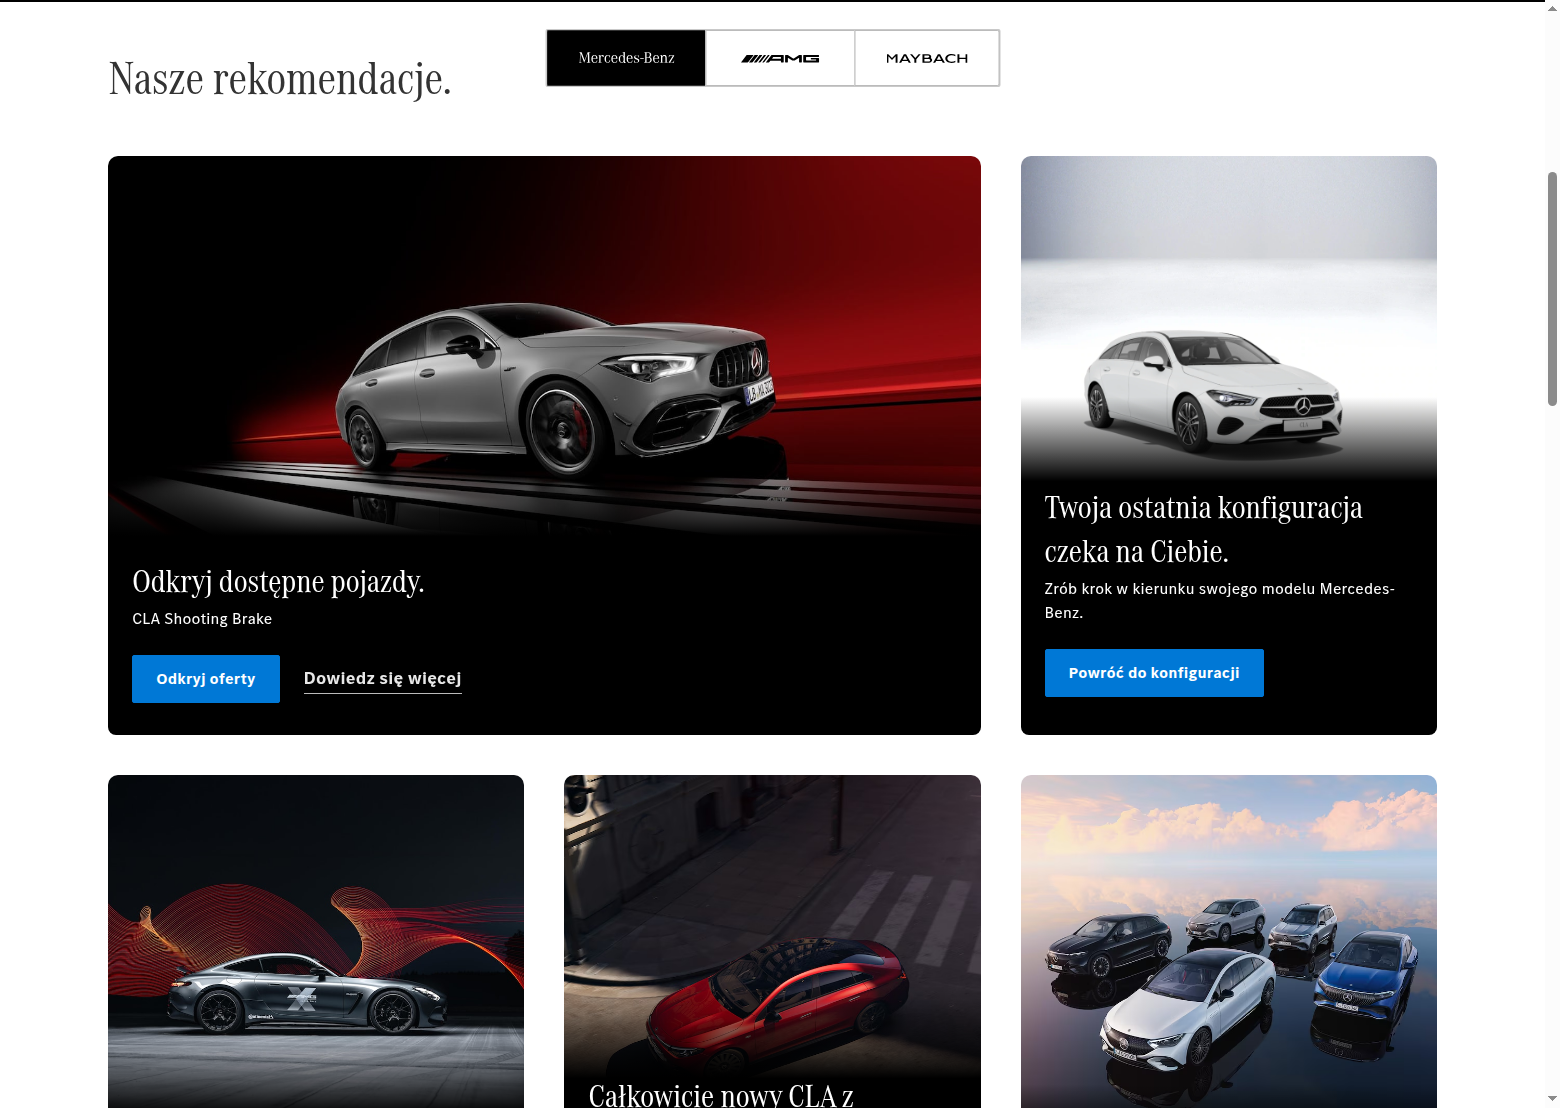 Nasze rekomendacje.
Mercedes-Benz
AMG
MAYBACH
Odkryj dostępne pojazdy.
CLA Shooting Brake
Odkryj oferty
Dowiedz się więcej
Twoja ostatnia konfiguracja
czeka na Ciebie.
Zrób krok w kierunku swojego modelu Mercedes-
Benz.
Powróć do konfiguracji
Całkowicie nowy CLA z